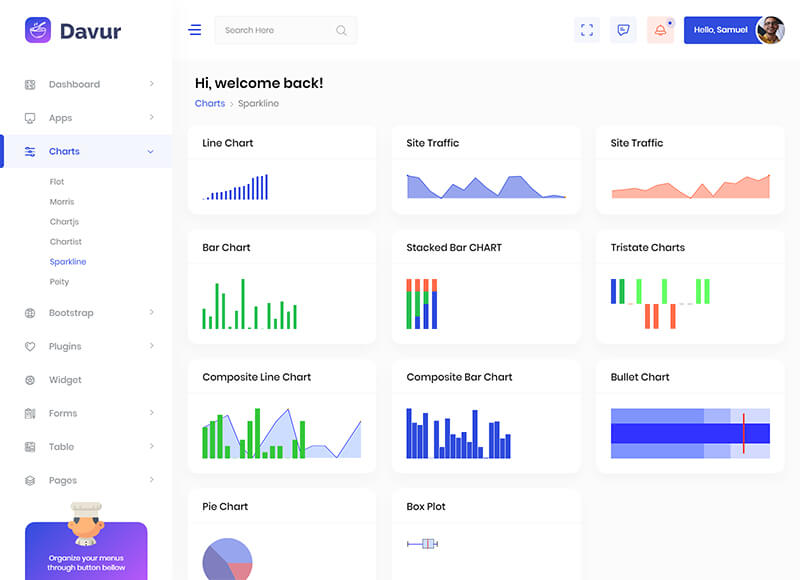 Davur
Search Here
Hello, Samuel
Dashboard
Apps
Charts
Flot
Morris
Chartjs
Chartist
Sparkline
Peity
Bootstrap
Plugins
Widget
Forms
Table
Pages
Organize your menus
through button bellow
Hi, welcome back!
Charts > Sparkline
Line Chart
Site Traffic
Site Traffic
Bar Chart
Stacked Bar CHART
Tristate Charts
Composite Line Chart
Composite Bar Chart
Bullet Chart
Pie Chart
Box Plot